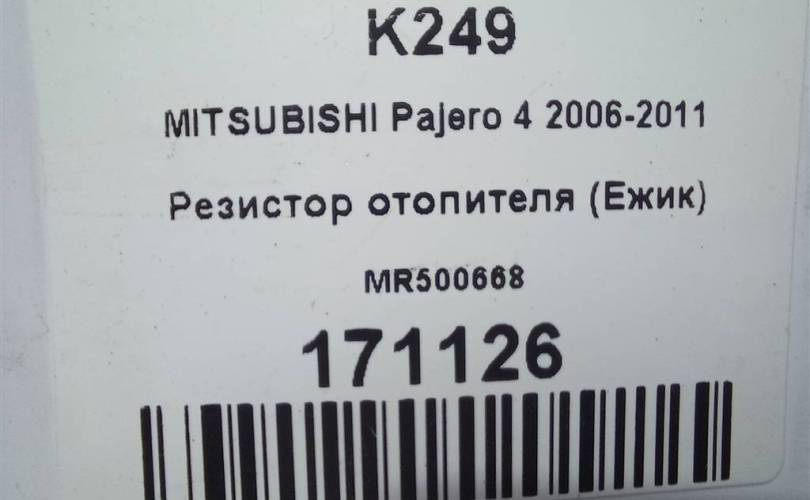 K249
MITSUBISHI Pajero 4 2006-2011
Резистор отопителя (Ежик)
MR500668
171126